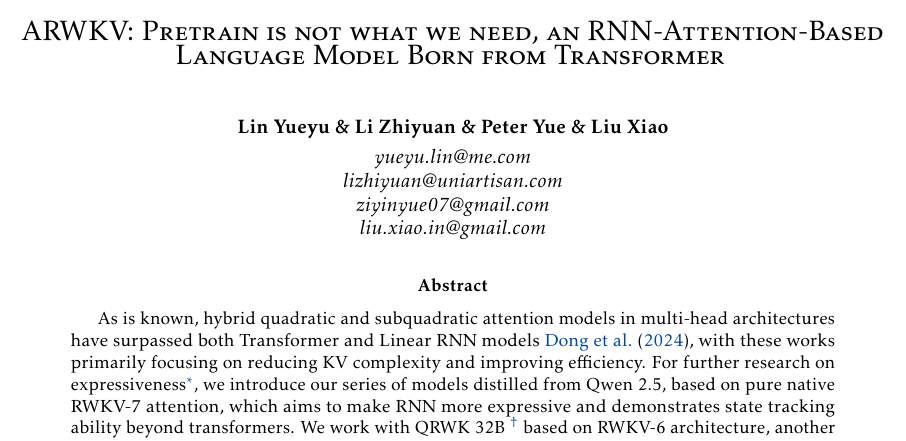 ARWKV: Pretrain is not what we need, an RNN-Attention-Based
Language Model Born from Transformer
Lin Yueyu & Li Zhiyuan & Peter Yue & Liu Xiao
yueyu.lin@me.com
lizhiyuan@uniartisan.com
ziyinyue07@gmail.com
liu.xiao.in@gmail.com
Abstract
As is known, hybrid quadratic and subquadratic attention models in multi-head architectures
have surpassed both Transformer and Linear RNN models Dong et al. (2024), with these works
primarily focusing on reducing KV complexity and improving efficiency. For further research on
expressiveness*, we introduce our series of models distilled from Qwen 2.5, based on pure native
RWKV-7 attention, which aims to make RNN more expressive and demonstrates state tracking
ability beyond transformers. We work with QRWK 32B † based on RWKV-6 architecture, another